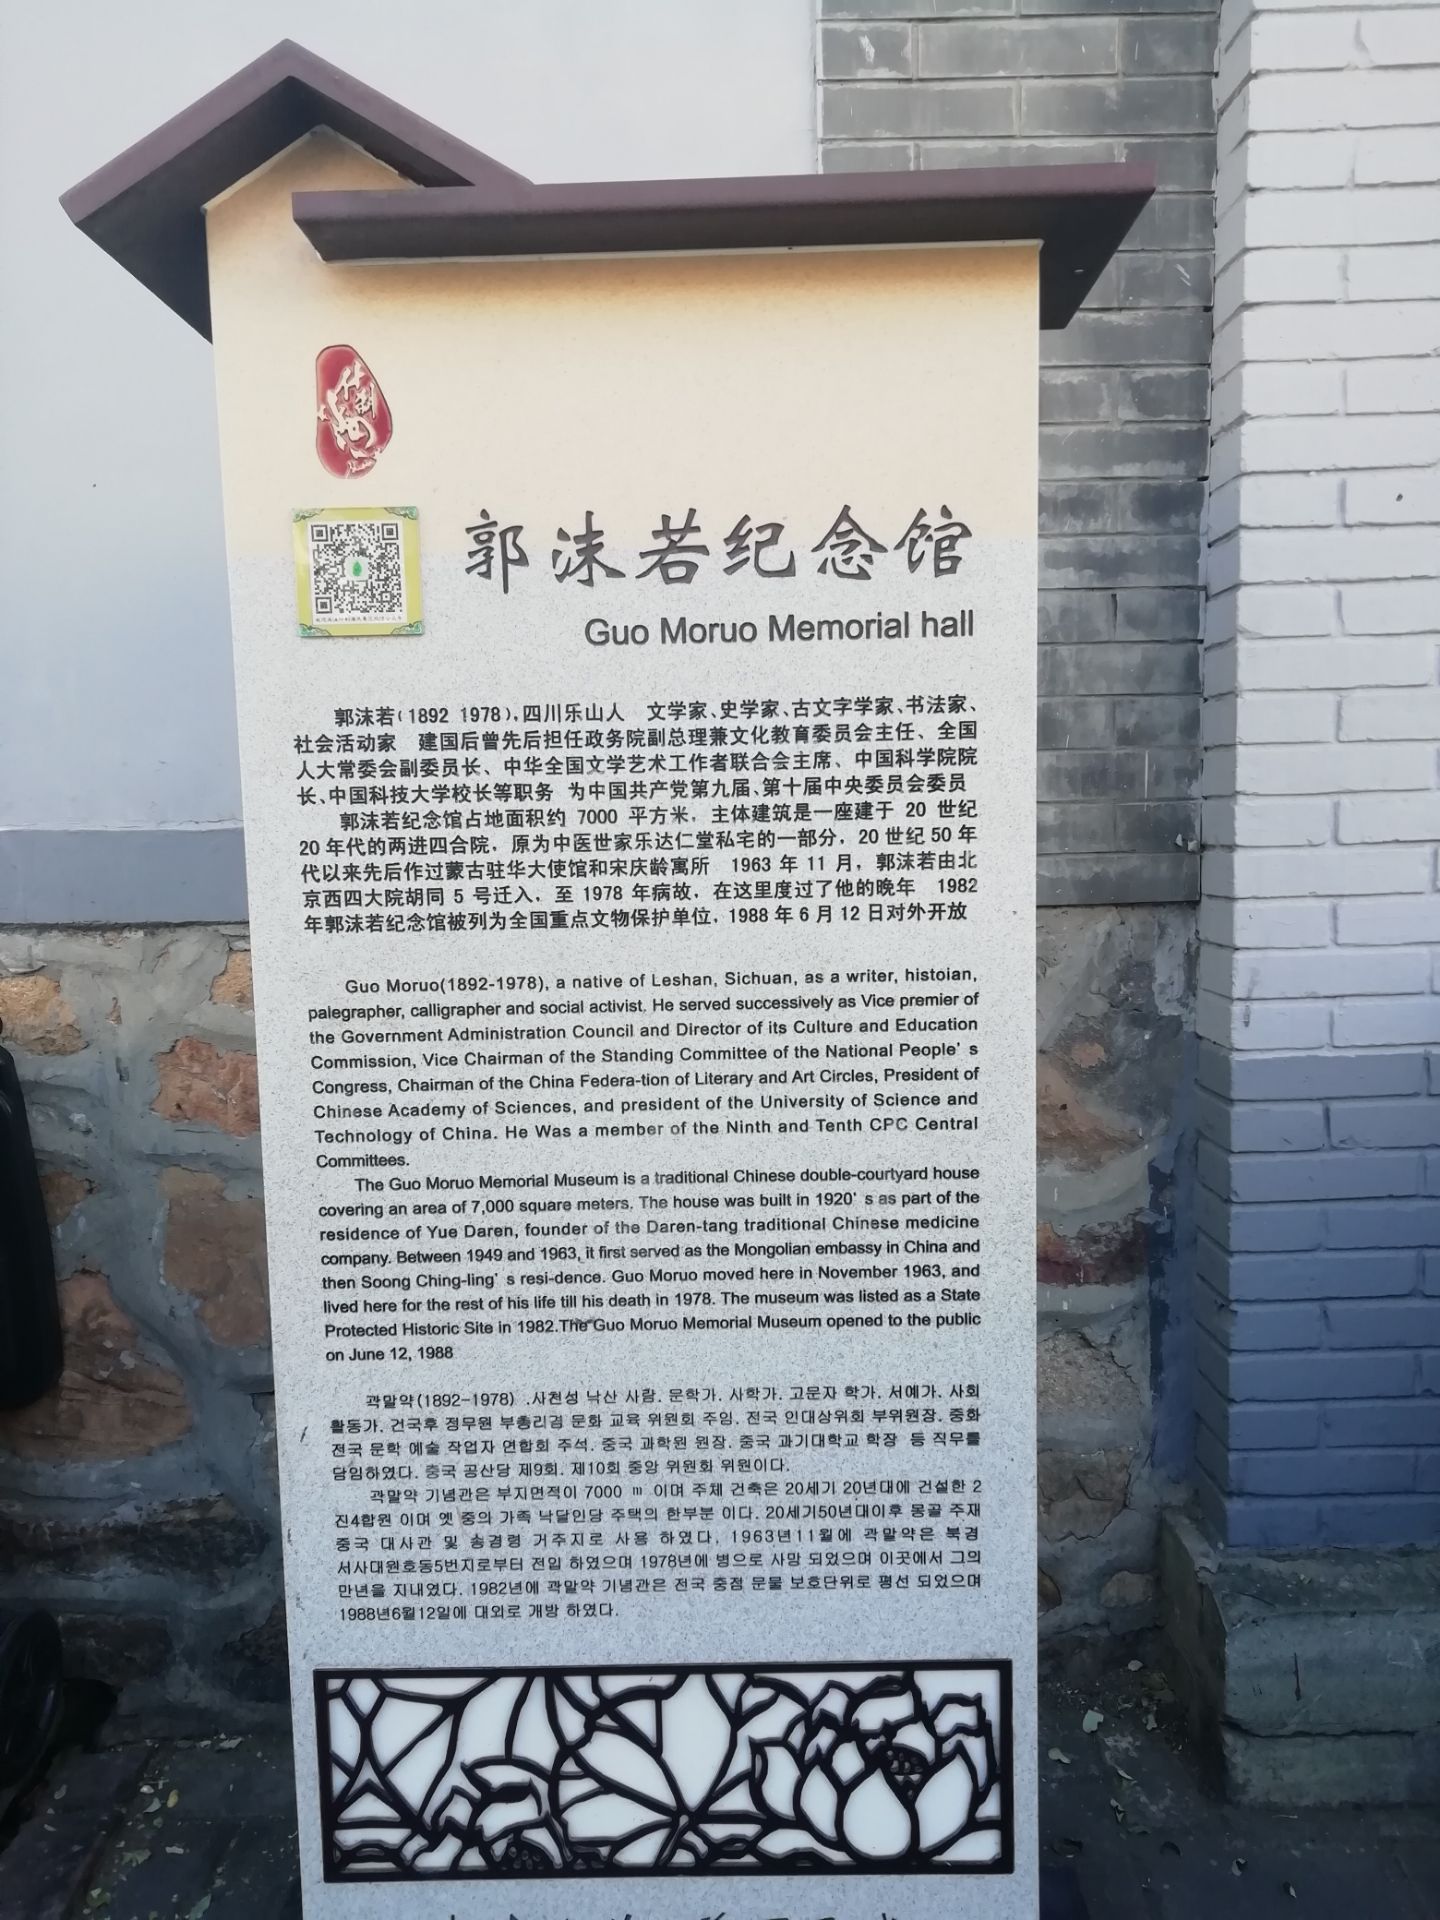 郭沫若纪念馆
Guo Moruo Memorial hall
郭沫若(1892 1978),四川乐山人 文学家、史学家、古文字学家、书法家、
社会活动家 建国后曾先后担任政务院副总理兼文化教育委员会主任、全国
人大常委会副委员长、中华全国文学艺术工作者联合会主席、中国科学院院
长、中国科技大学校长等职务 为中国共产党第九届、第十届中央委员会委员
郭沫若纪念馆占地面积约 7000 平方米，主体建筑是一座建于 20 世纪
20 年代的两进四合院，原为中医世家乐达仁堂私宅的一部分，20 世纪 50 年
代以来先后作过蒙古驻华大使馆和宋庆龄寓所 1963 年 11 月，郭沫若由北
京西四大院胡同 5 号迁入，至 1978 年病故，在这里度过了他的晚年 1982
年郭沫若纪念馆被列为全国重点文物保护单位，1988 年 6 月 12 日对外开放
Guo Moruo(1892-1978), a native of Leshan, Sichuan, as a writer, histoian,
palegrapher, calligrapher and social activist. He served successively as Vice premier of
the Government Administration Council and Director of its Culture and Education
Commission, Vice Chairman of the Standing Committee of the National People' s
Congress, Chairman of the China Federa-tion of Literary and Art Circles, President of
Chinese Academy of Sciences, and president of the University of Science and
Technology of China. He Was a member of the Ninth and Tenth CPC Central
Committees.
The Guo Moruo Memorial Museum is a traditional Chinese double-courtyard house
covering an area of 7,000 square meters. The house was built in 1920' s as part of the
residence of Yue Daren, founder of the Daren-tang traditional Chinese medicine
company. Between 1949 and 1963, it first served as the Mongolian embassy in China and
then Soong Ching-ling' s resi-dence. Guo Moruo moved here in November 1963, and
lived here for the rest of his life till his death in 1978. The museum was listed as a State
Protected Historic Site in 1982.The Guo Moruo Memorial Museum opened to the public
on June 12, 1988
곽말약(1892-1978) .사천성 낙산 사람. 문학가. 사학가. 고문자 학가. 서예가. 사회
활동가. 건국후 정무원 부총리겸 문화 교육 위원회 주임. 전국 인대상위회 부위원장. 중화
전국 문학 예술 작업자 연합회 주석. 중국 과학원 원장. 중국 과기대학교 학장 등 직무를
담임하였다. 중국 공산당 제9회. 제10회 중앙 위원회 위원이다.
곽말약 기념관은 부지면적이 7000 ㎡ 이며 주체 건축은 20세기 20년대에 건설한 2
진4합원 이며 옛 중의 가족 낙달인당 주택의 한부분 이다. 20세기50년대이후 몽골 주재
중국 대사관 및 송경령 거주지로 사용 하였다. 1963년11월에 곽말약은 북경
서사대원호동5번지로부터 전입 하였으며 1978년에 병으로 사망 되었으며 이곳에서 그의
만년을 지내였다. 1982년에 곽말약 기념관은 전국 중점 문물 보호단위로 평선 되었으며
1988년6월12일에 대외로 개방 하였다.